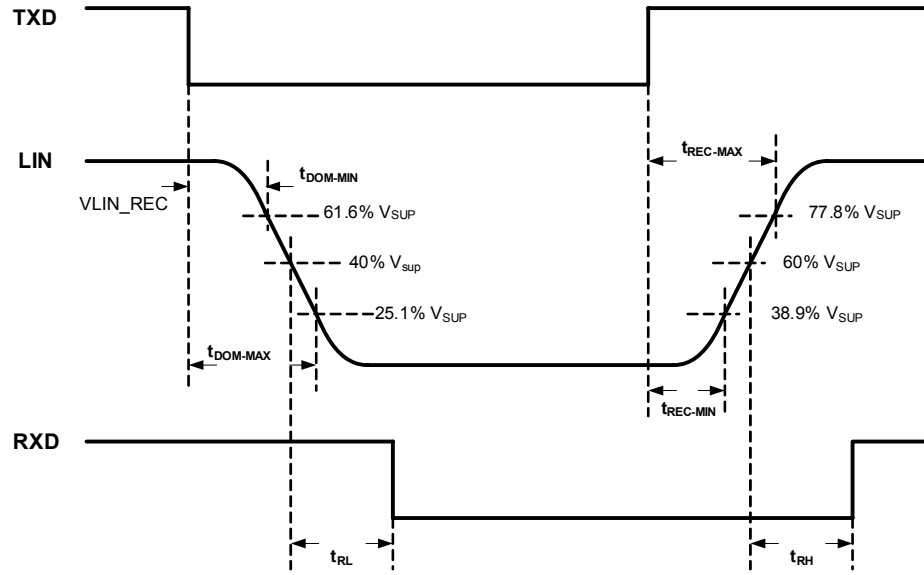 TXD
LIN
tREC-MAX
tDOM-MIN
VLIN_REC
61.6% VSUP
77.8% VSUP
40% Vsup
60% VSUP
25.1% VSUP
38.9% VSUP
tDOM-MAX
tREC-MIN
RXD
tRL
tRH